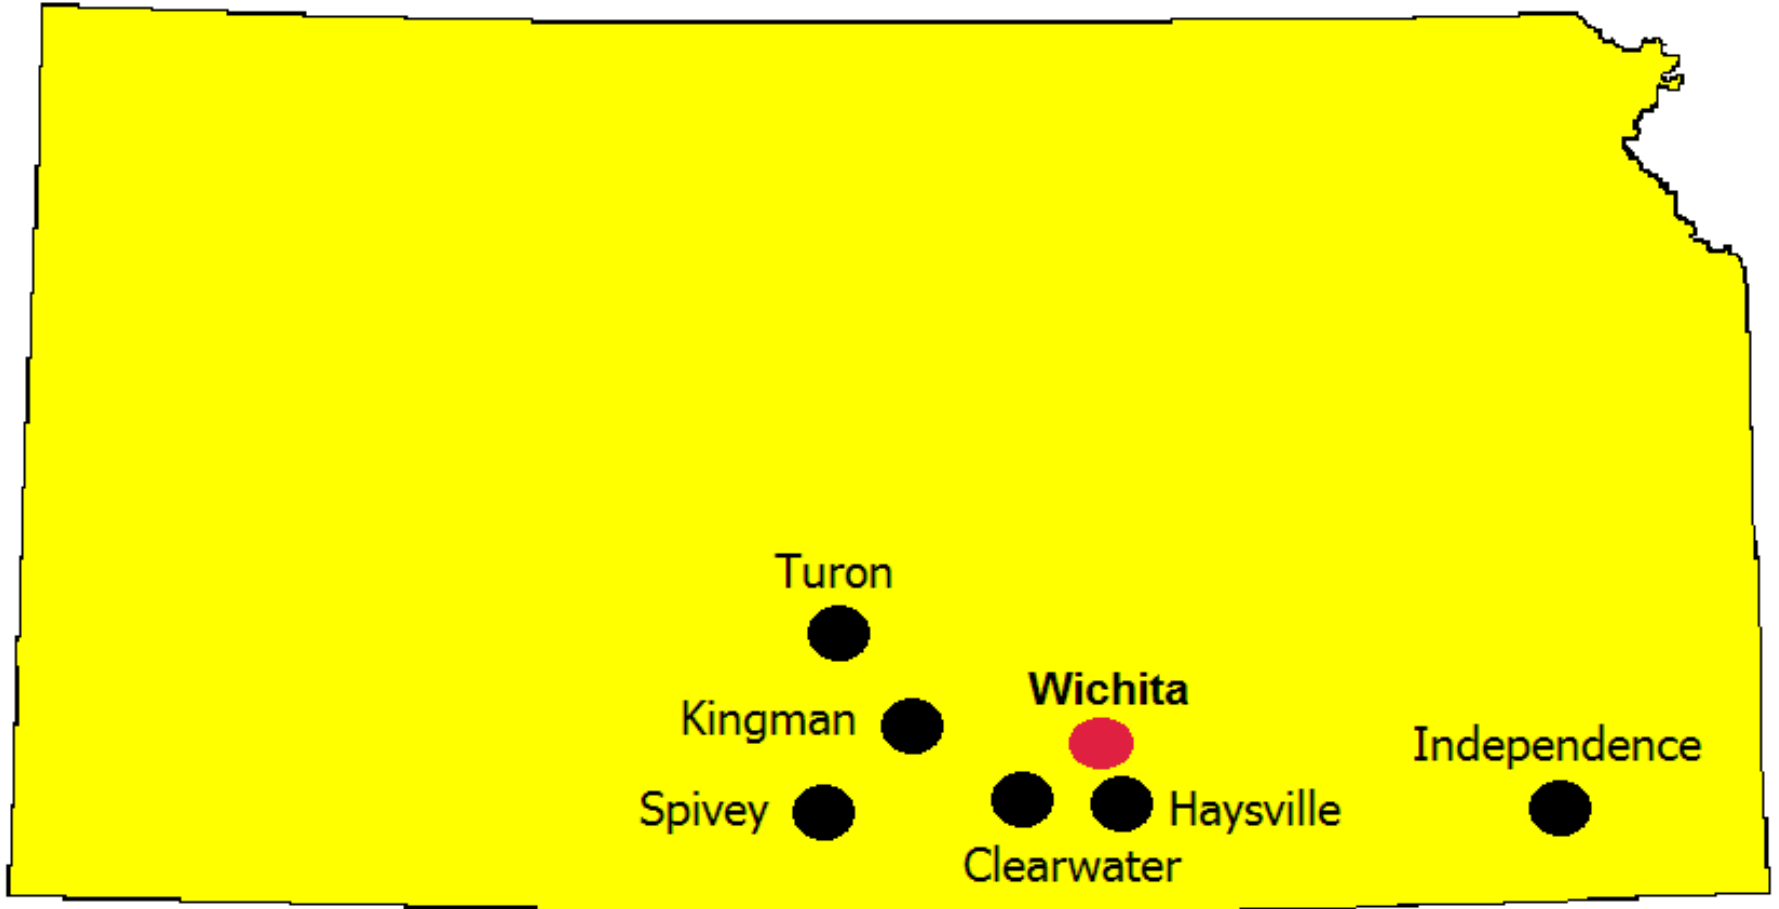 Turon
Wichita
Kingman
Independence
Spivey
Haysville
Clearwater